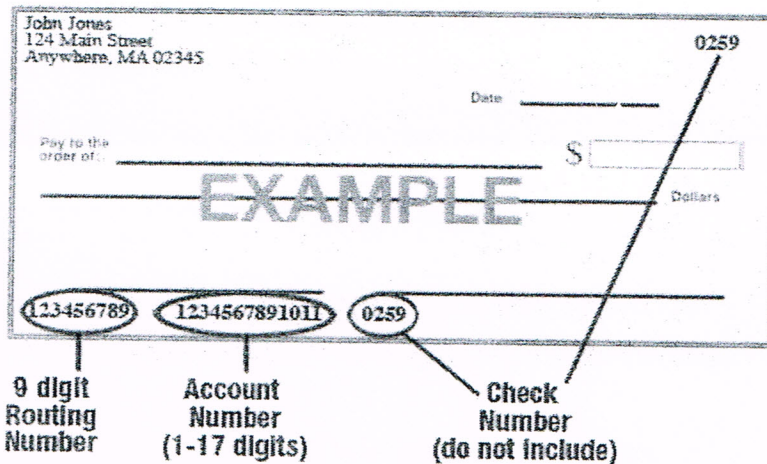 John Jones
124 Main Street
Anywhere, MA 02345
0259
Date
Pay to the
order of:
$
EXAMPLE
Dollars
123456789 1234567891011 0259
9 digit
Routing
Number
Account
Number
(1-17 digits)
Check
Number
(do not include)